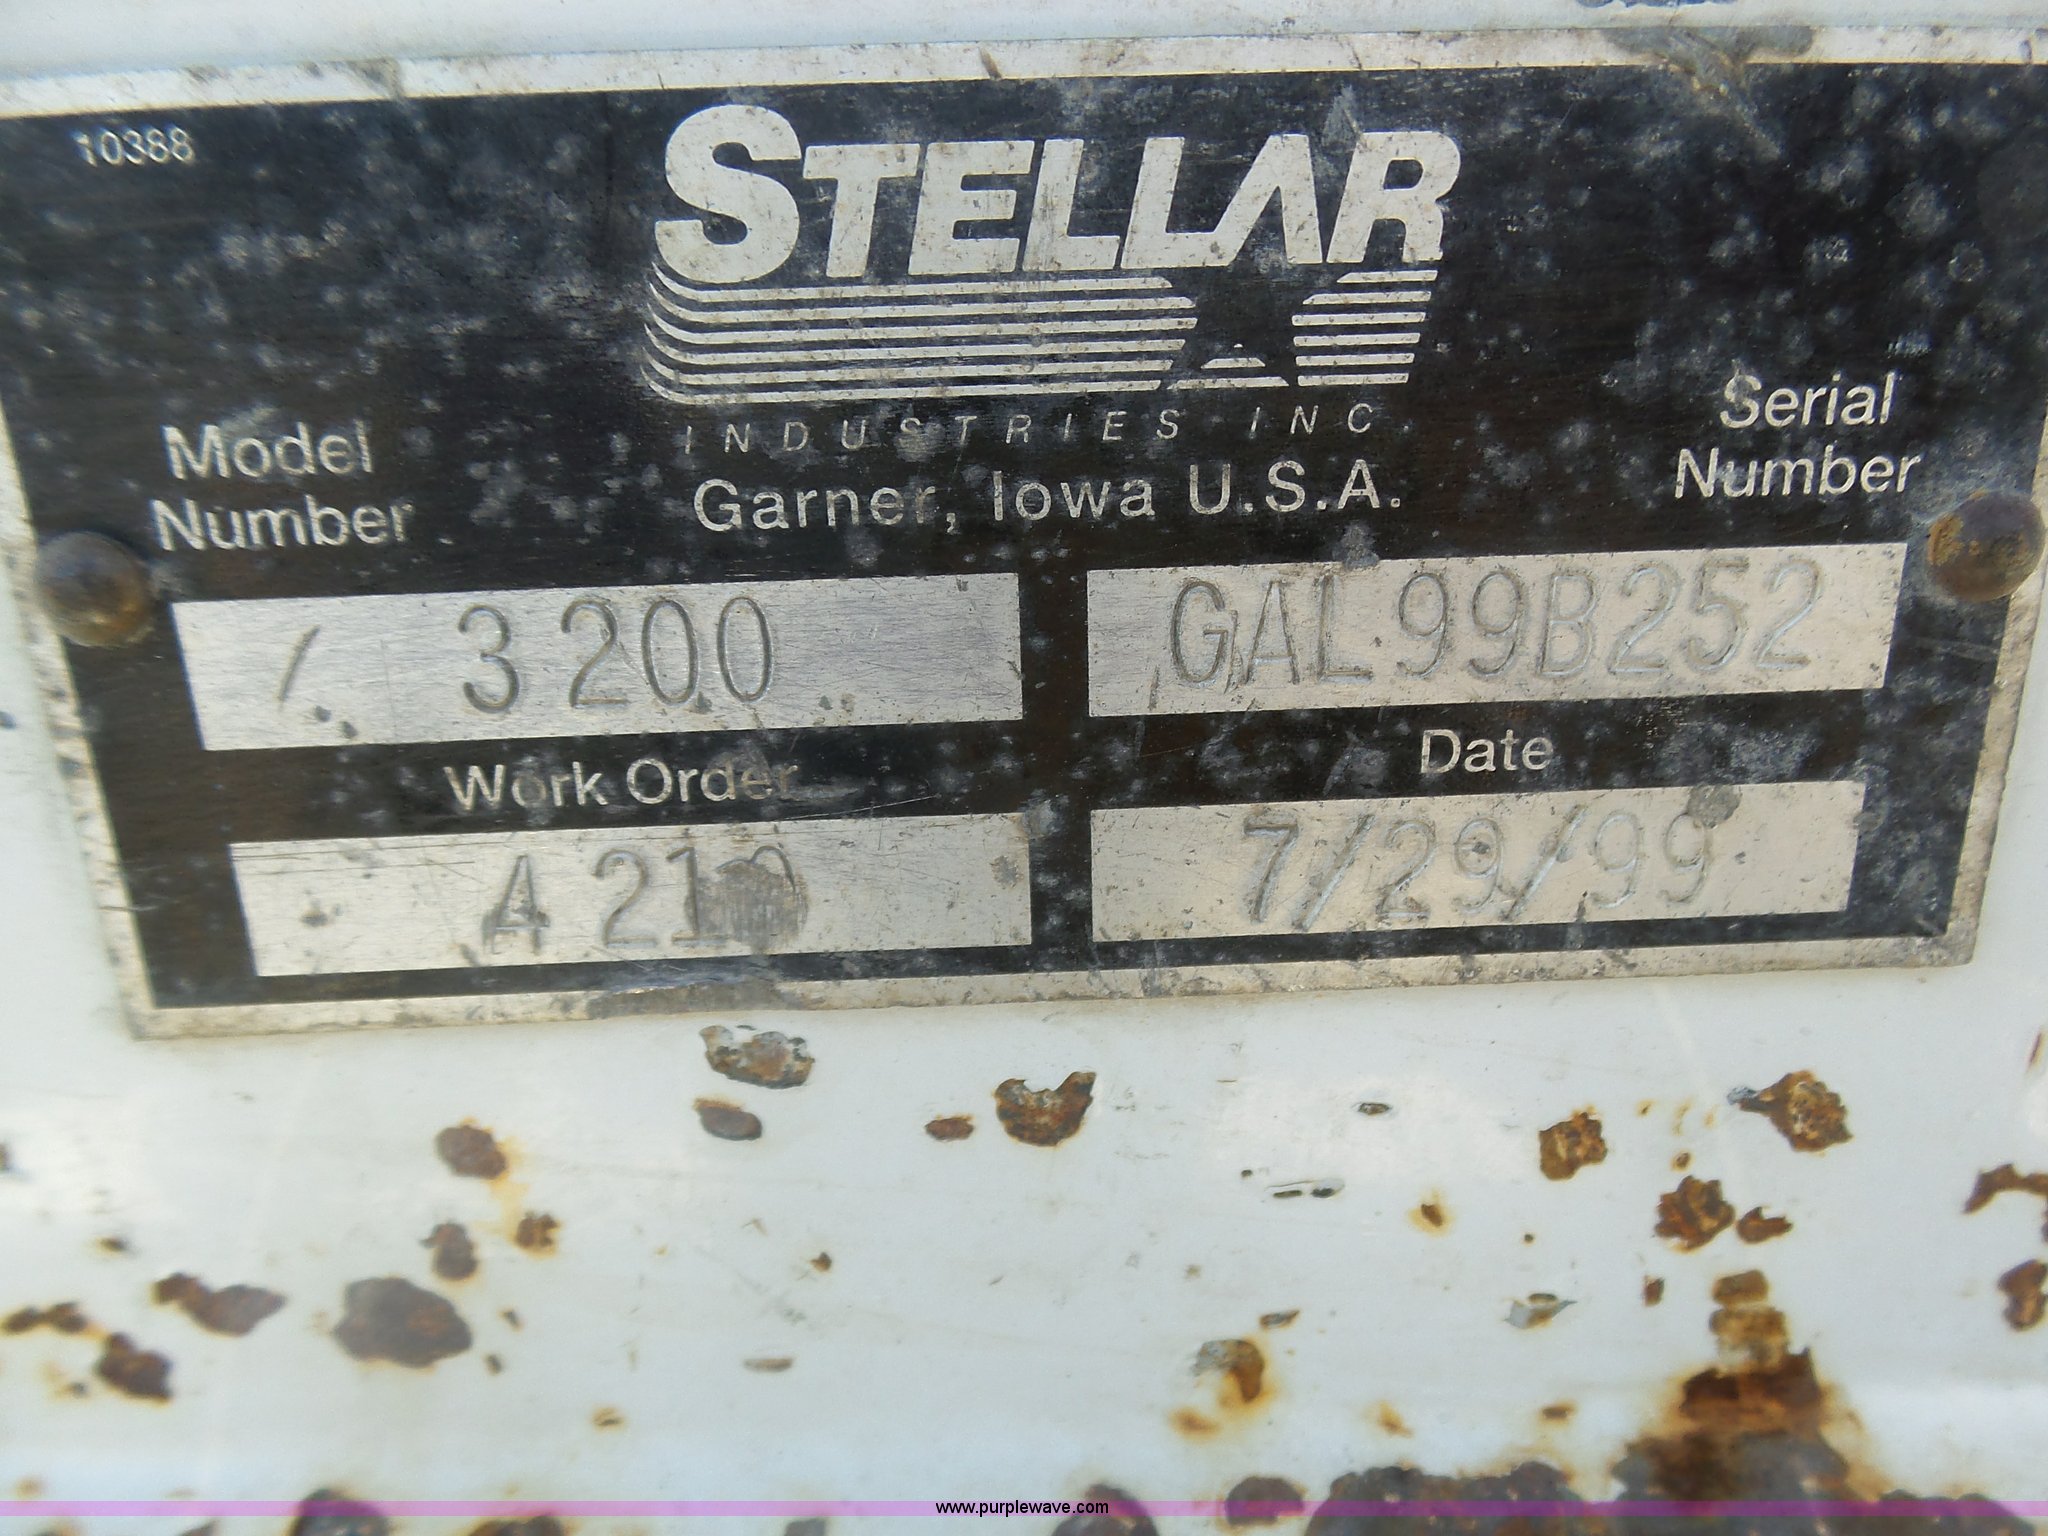 10388
STELLAR
INDUSTRIES INC.
Garner, Iowa U.S.A.
Model
Number
3200
Serial
Number
GAL99B252
Work Order
Date
7/29/99
www.purplewave.com